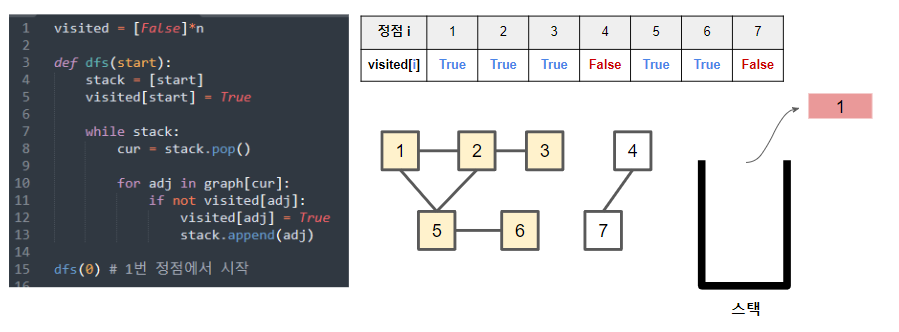 1 visited = [False]*n
2
3 def dfs(start):
4     stack = [start]
5     visited[start] = True
6
7     while stack:
8         cur = stack.pop()
9
10         for adj in graph[cur]:
11             if not visited[adj]:
12                 visited[adj] = True
13                 stack.append(adj)
14
15 dfs(0) # 1번 정점에서 시작
16
정점 i 1 2 3 4 5 6 7
visited[i] True True True False True True False
1
1 2 3 4
5 6 7
스택